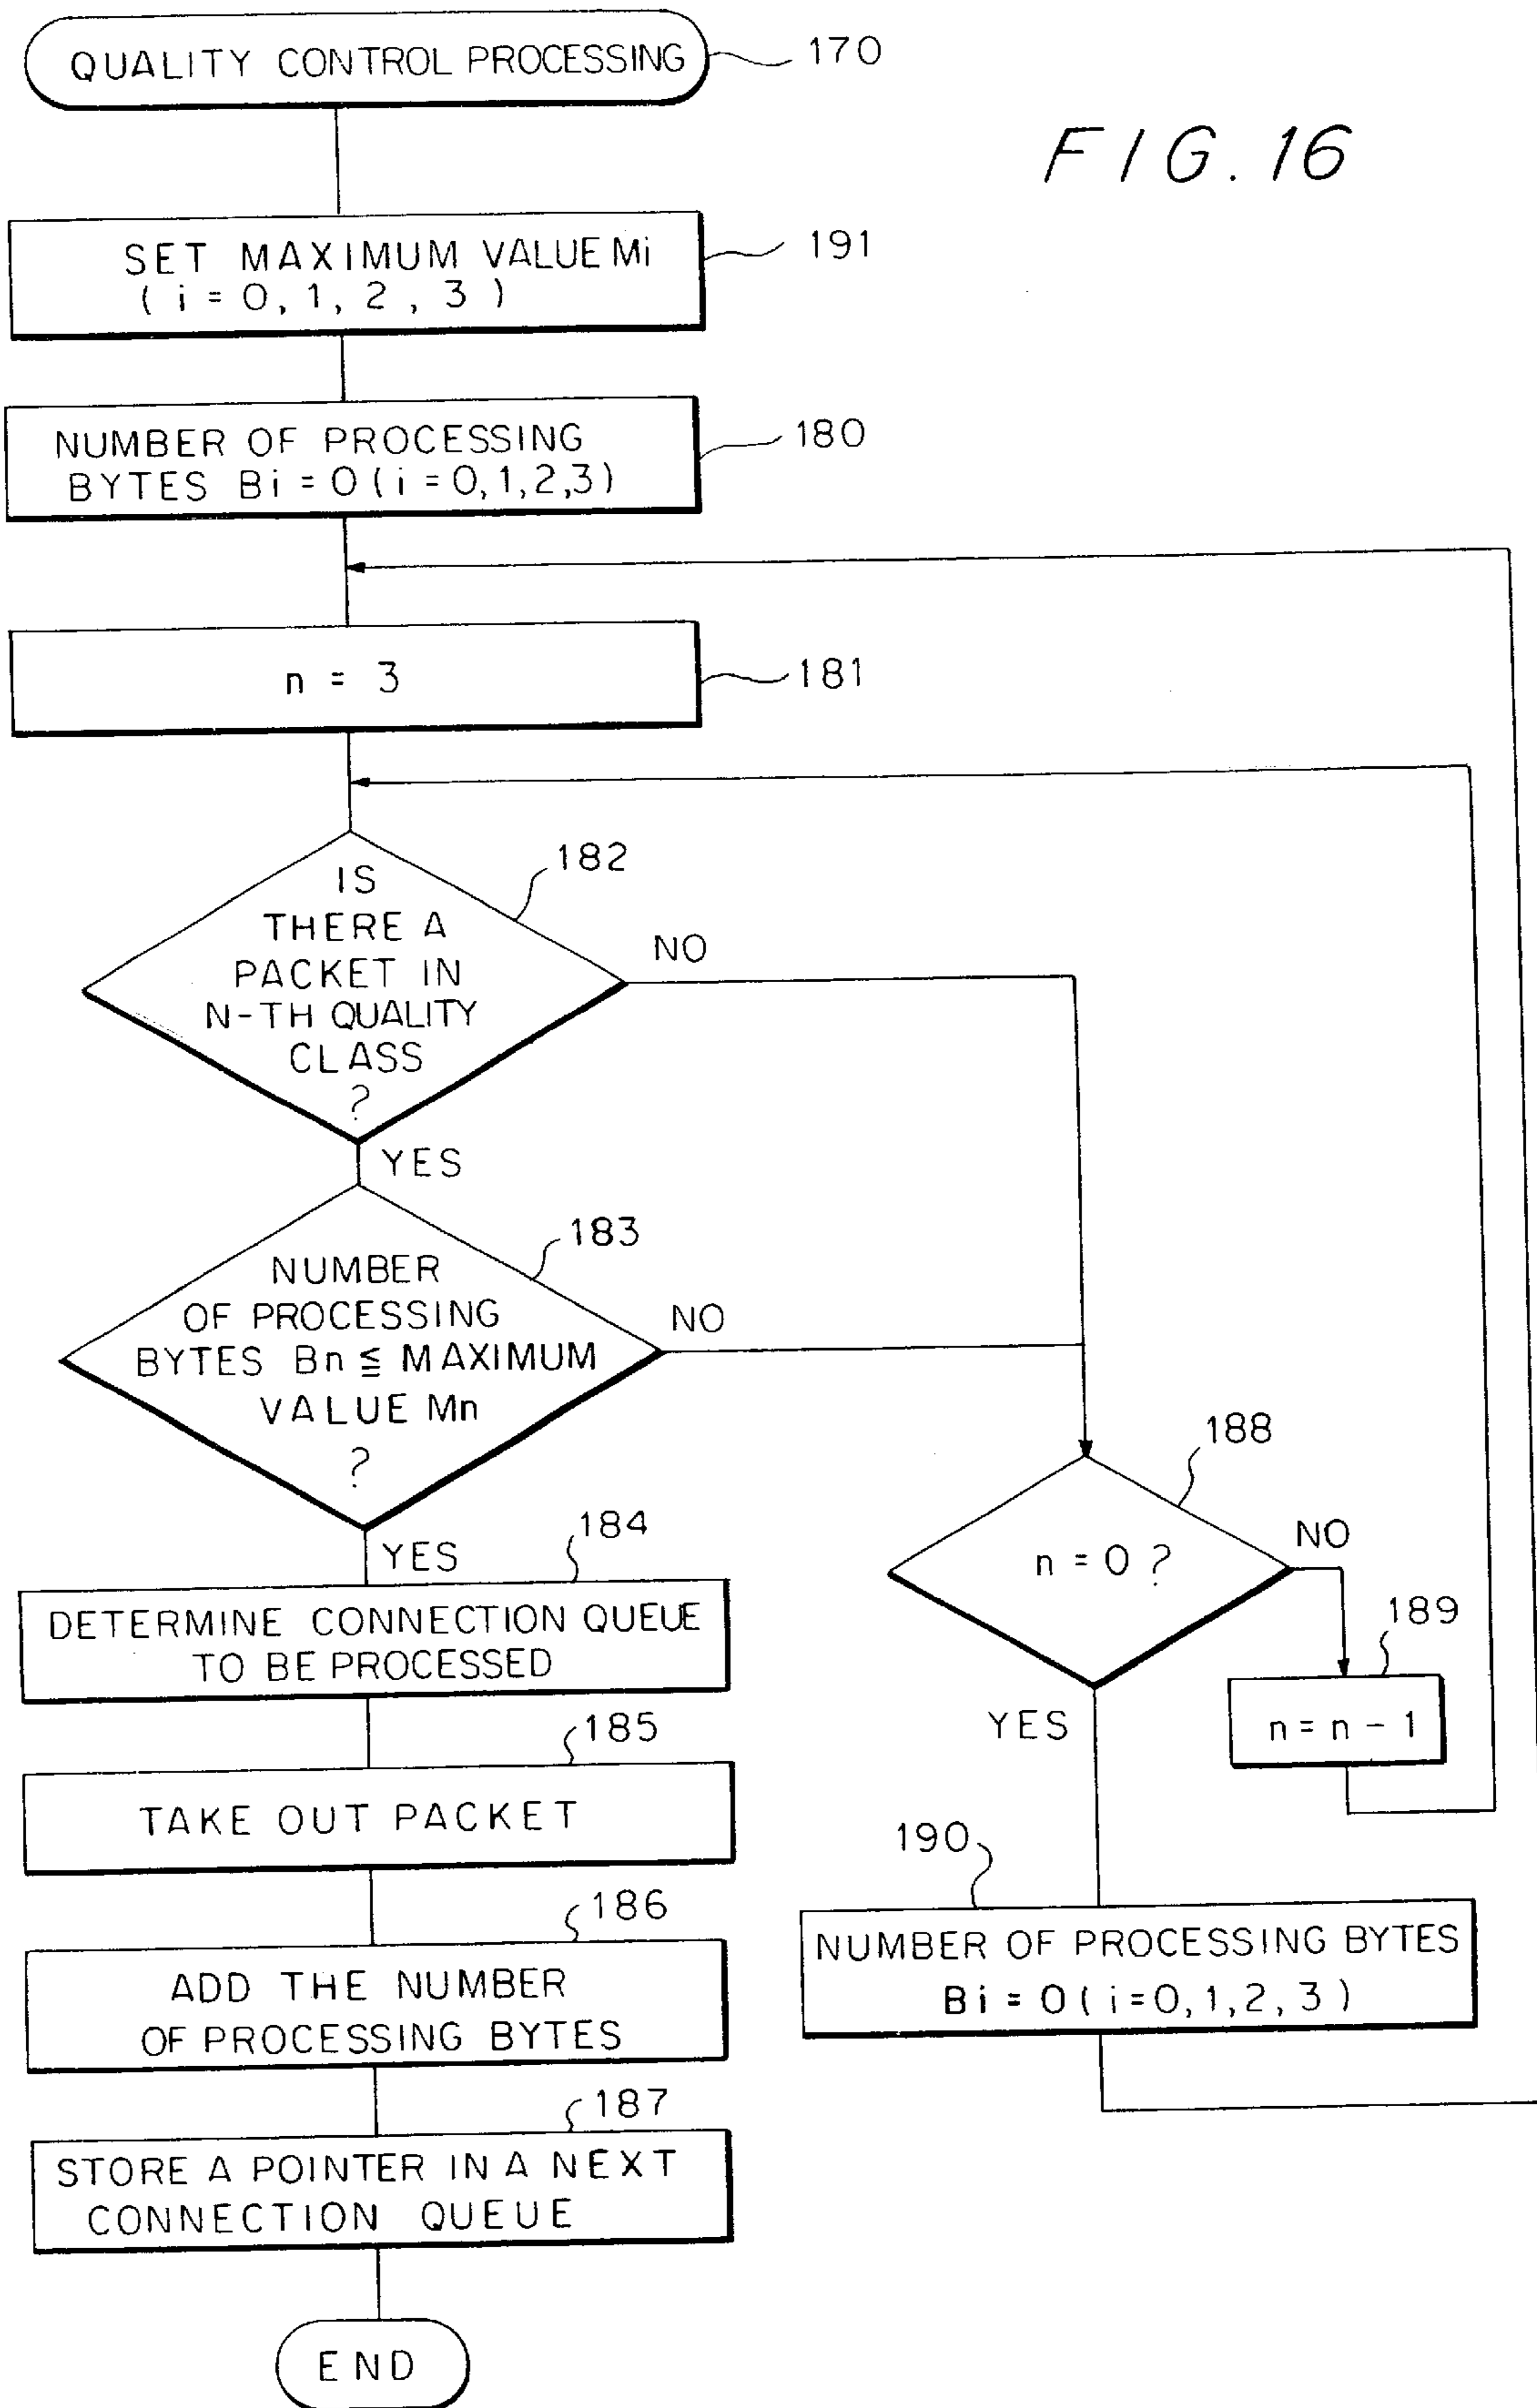 QUALITY CONTROL PROCESSING
170
FIG. 16
SET MAXIMUM VALUE Mi
( i = 0, 1, 2, 3 )
191
NUMBER OF PROCESSING
BYTES Bi = 0 ( i = 0,1,2,3)
180
n = 3
181
IS
THERE A
PACKET IN
N-TH QUALITY
CLASS
?
182
NO
YES
NUMBER
OF PROCESSING
BYTES Bn ≦ MAXIMUM
VALUE Mn
?
183
NO
YES
184
DETERMINE CONNECTION QUEUE
TO BE PROCESSED
185
TAKE OUT PACKET
186
ADD THE NUMBER
OF PROCESSING BYTES
187
STORE A POINTER IN A NEXT
CONNECTION QUEUE
END
188
n = 0 ?
NO
189
n = n - 1
YES
190
NUMBER OF PROCESSING BYTES
Bi = 0 ( i = 0, 1, 2, 3 )